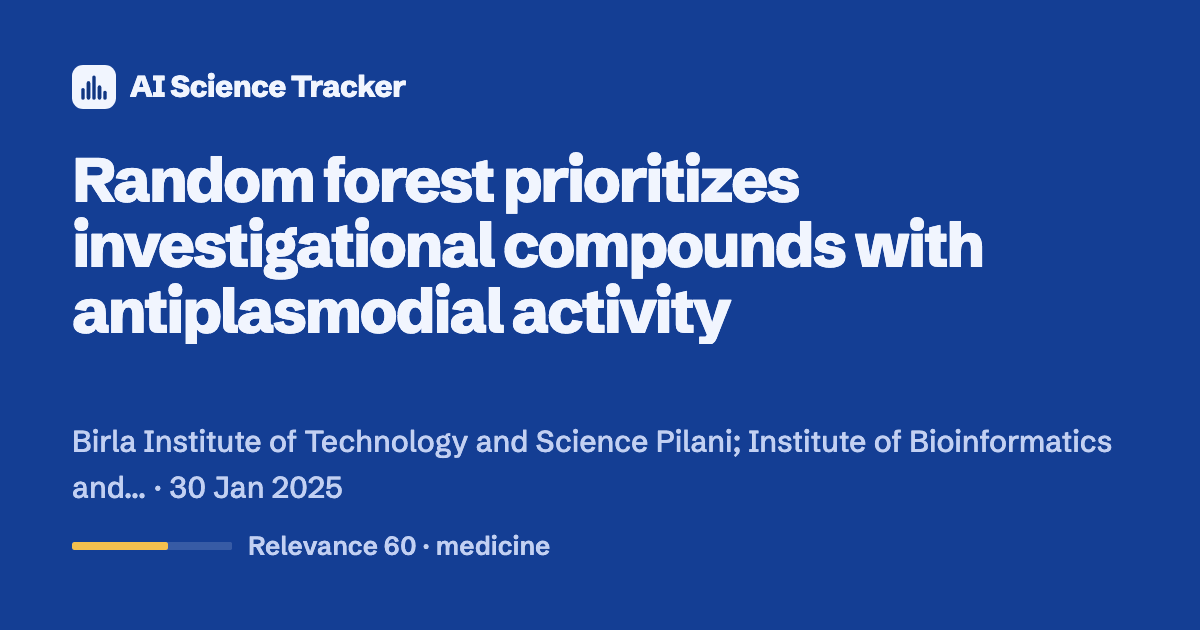 AI Science Tracker
Random forest prioritizes
investigational compounds with
antiplasmodial activity
Birla Institute of Technology and Science Pilani; Institute of Bioinformatics
and... · 30 Jan 2025
Relevance 60 · medicine